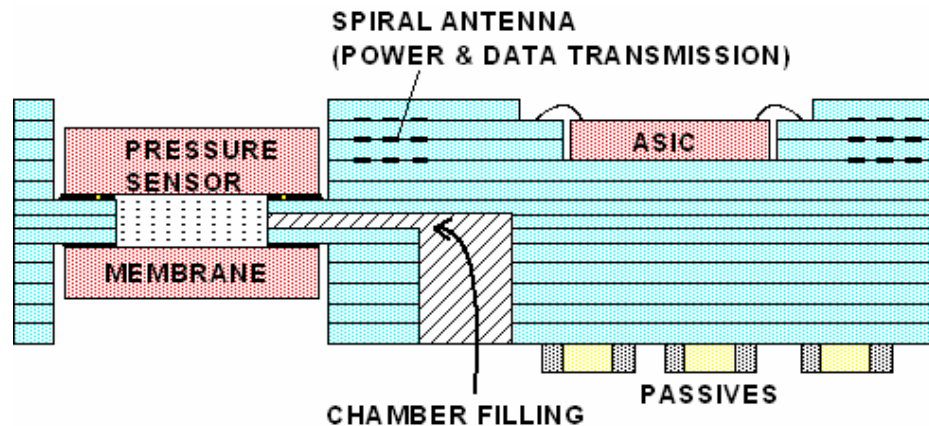 SPIRAL ANTENNA
(POWER & DATA TRANSMISSION)
PRESSURE
SENSOR
ASIC
MEMBRANE
PASSIVES
CHAMBER FILLING